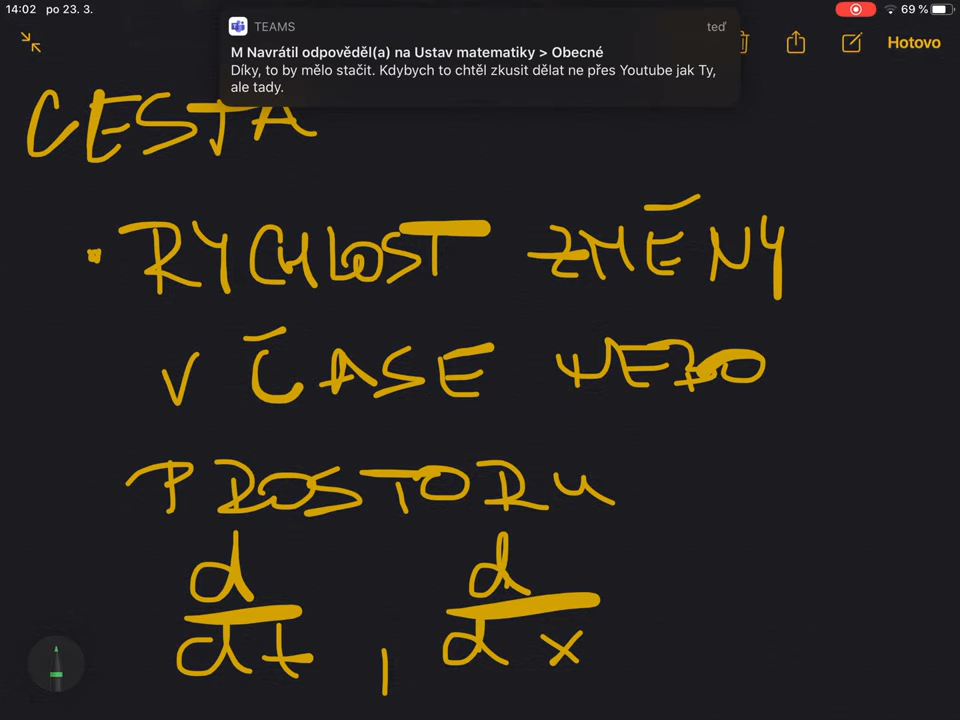 14:02 po 23. 3. 69 %
TEAMS teď
M Navrátil odpověděl(a) na Ustav matematiky > Obecné
Díky, to by mělo stačit. Kdybych to chtěl zkusit dělat ne přes Youtube jak Ty,
ale tady.
Hotovo
CESTA
• RYCHLOST ZMĚNY
V ČASE NEBO
PROSTORU
d/dt , d/dx